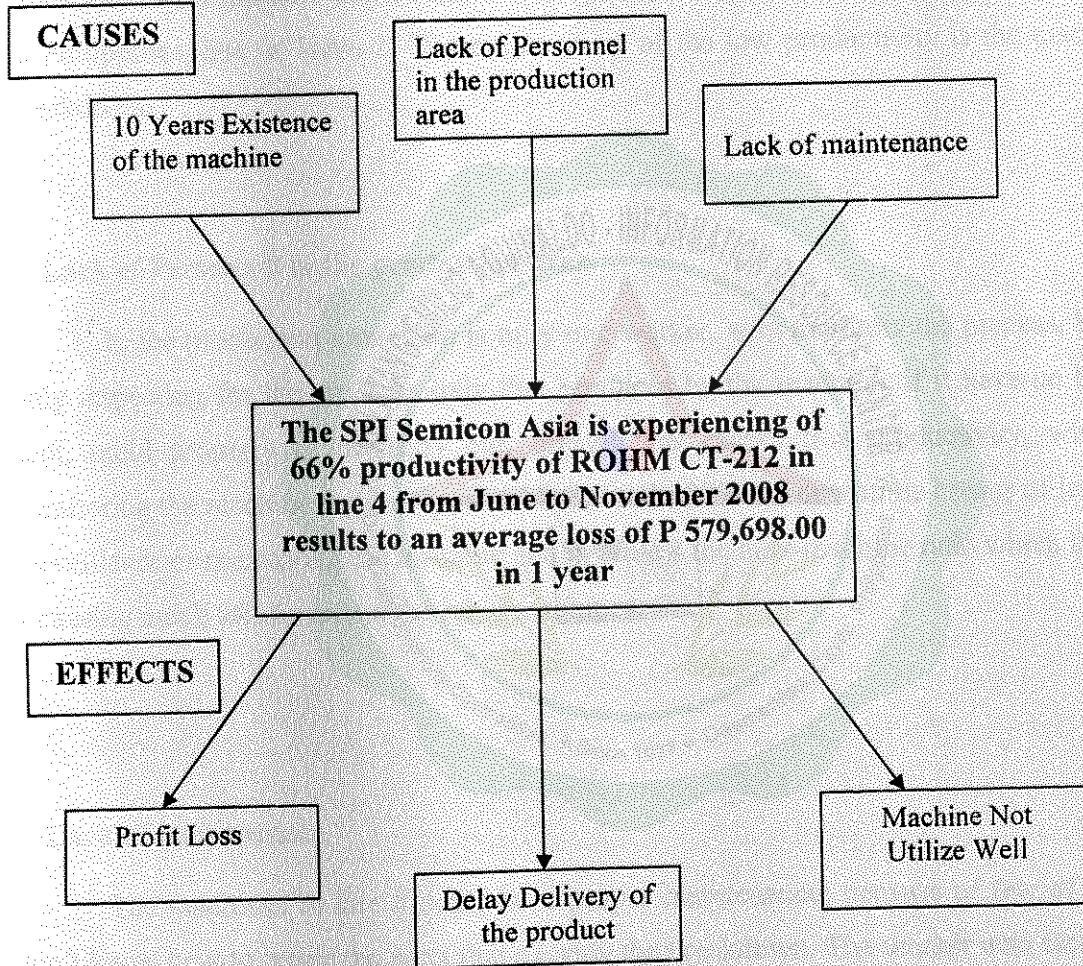 CAUSES
Lack of Personnel
in the production
area
10 Years Existence
of the machine
Lack of maintenance
The SPI Semicon Asia is experiencing of
66% productivity of ROHM CT-212 in
line 4 from June to November 2008
results to an average loss of P 579,698.00
in 1 year
EFFECTS
Profit Loss
Delay Delivery of
the product
Machine Not
Utilize Well